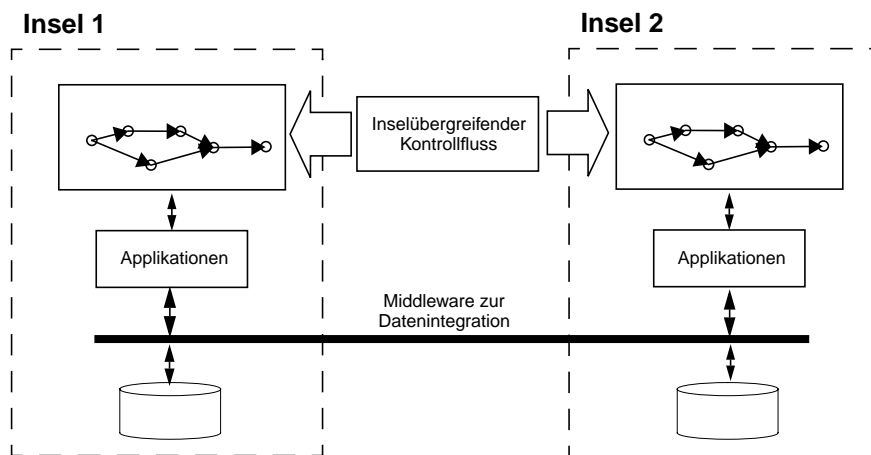 Insel 1
Insel 2
Inselübergreifender
Kontrollfluss
Applikationen
Applikationen
Middleware zur
Datenintegration